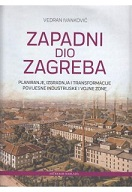 VEDRAN IVANKOVIĆ
ZAPADNI
DIO
ZAGREBA
PLANIRANJE, IZGRADNJA I TRANSFORMACIJE
POVIJESNE INDUSTRIJSKE I VOJNE ZONE